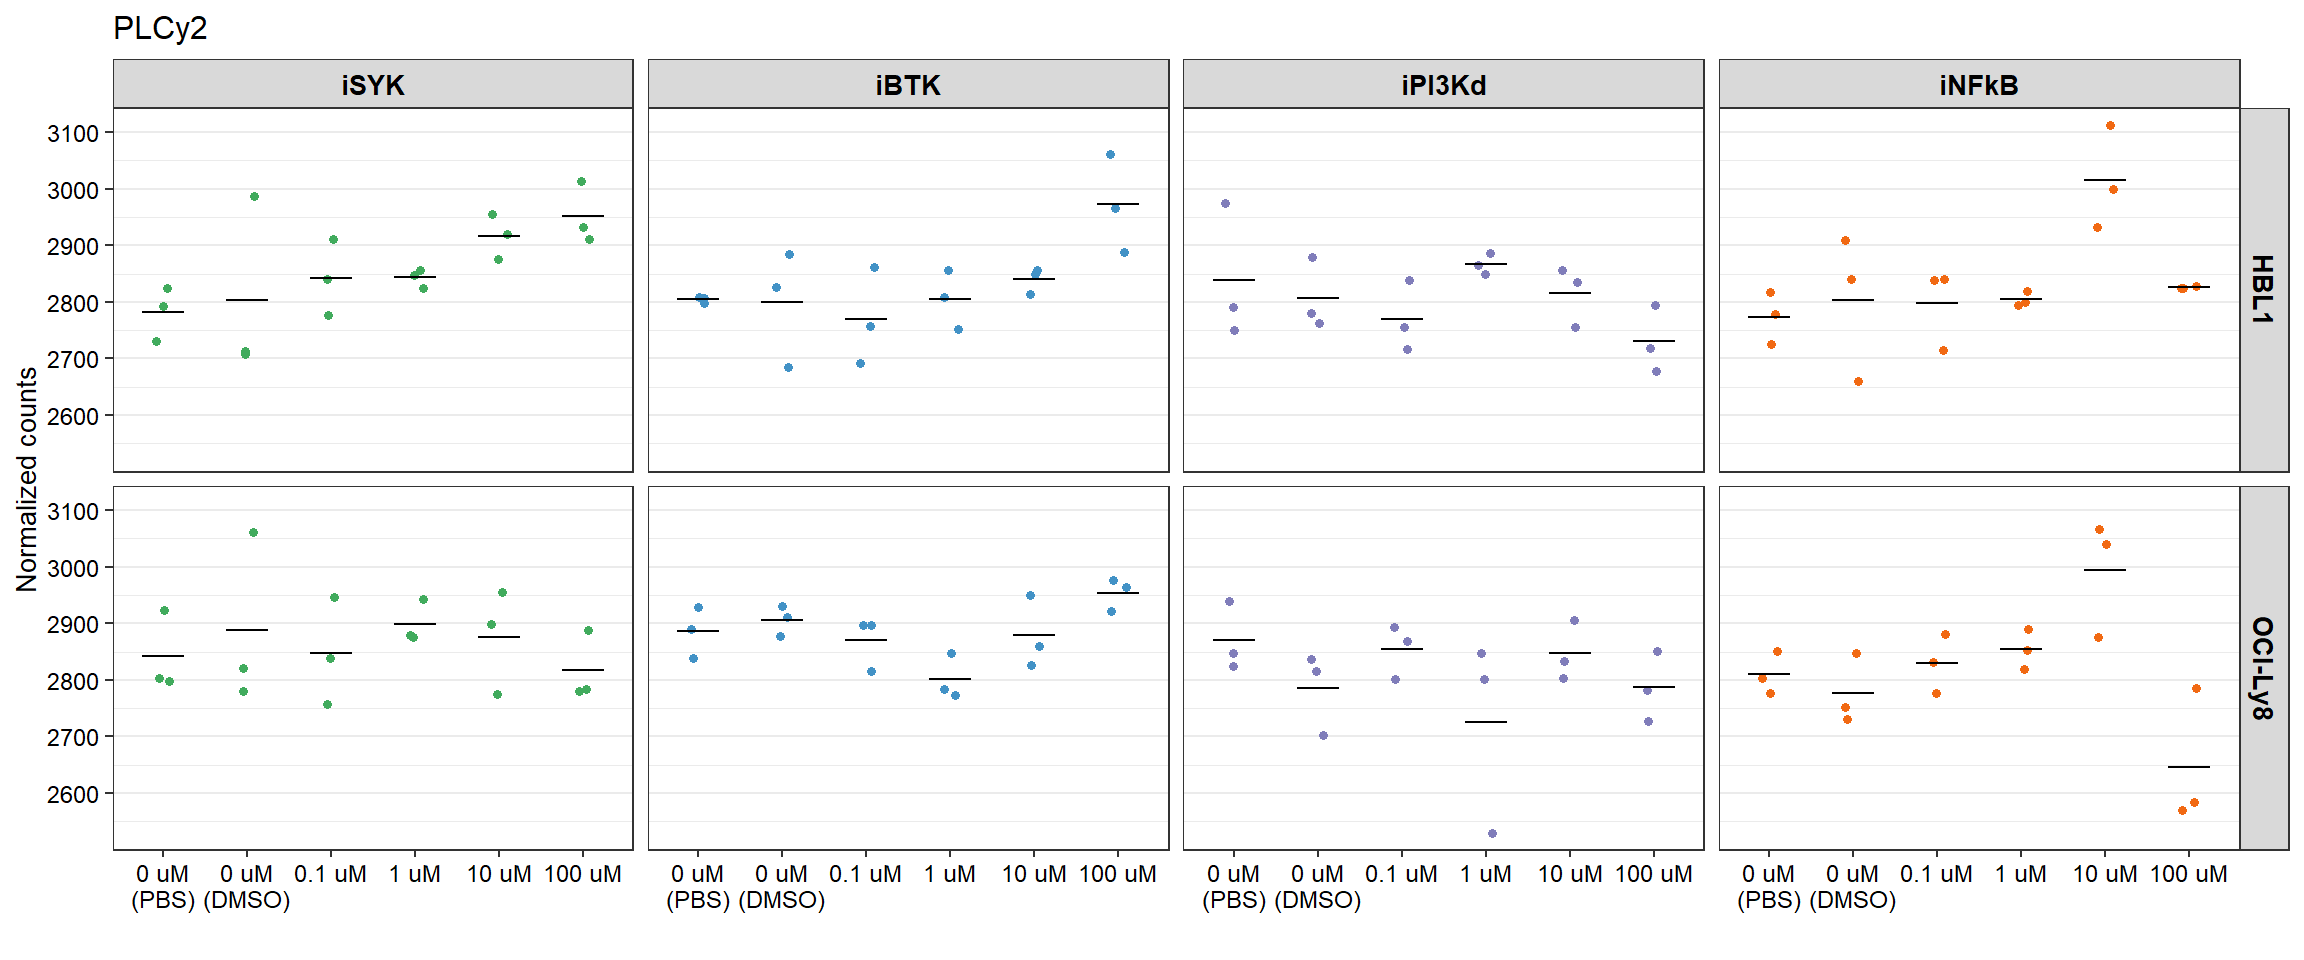 PLCy2
iSYK
iBTK
iPI3Kd
iNFkB
Normalized counts
3100
3000
2900
2800
2700
2600
HBL1
3100
3000
2900
2800
2700
2600
OCI-Ly8
0 uM 0 uM 0.1 uM 1 uM 10 uM 100 uM
(PBS) (DMSO)
0 uM 0 uM 0.1 uM 1 uM 10 uM 100 uM
(PBS) (DMSO)
0 uM 0 uM 0.1 uM 1 uM 10 uM 100 uM
(PBS) (DMSO)
0 uM 0 uM 0.1 uM 1 uM 10 uM 100 uM
(PBS) (DMSO)